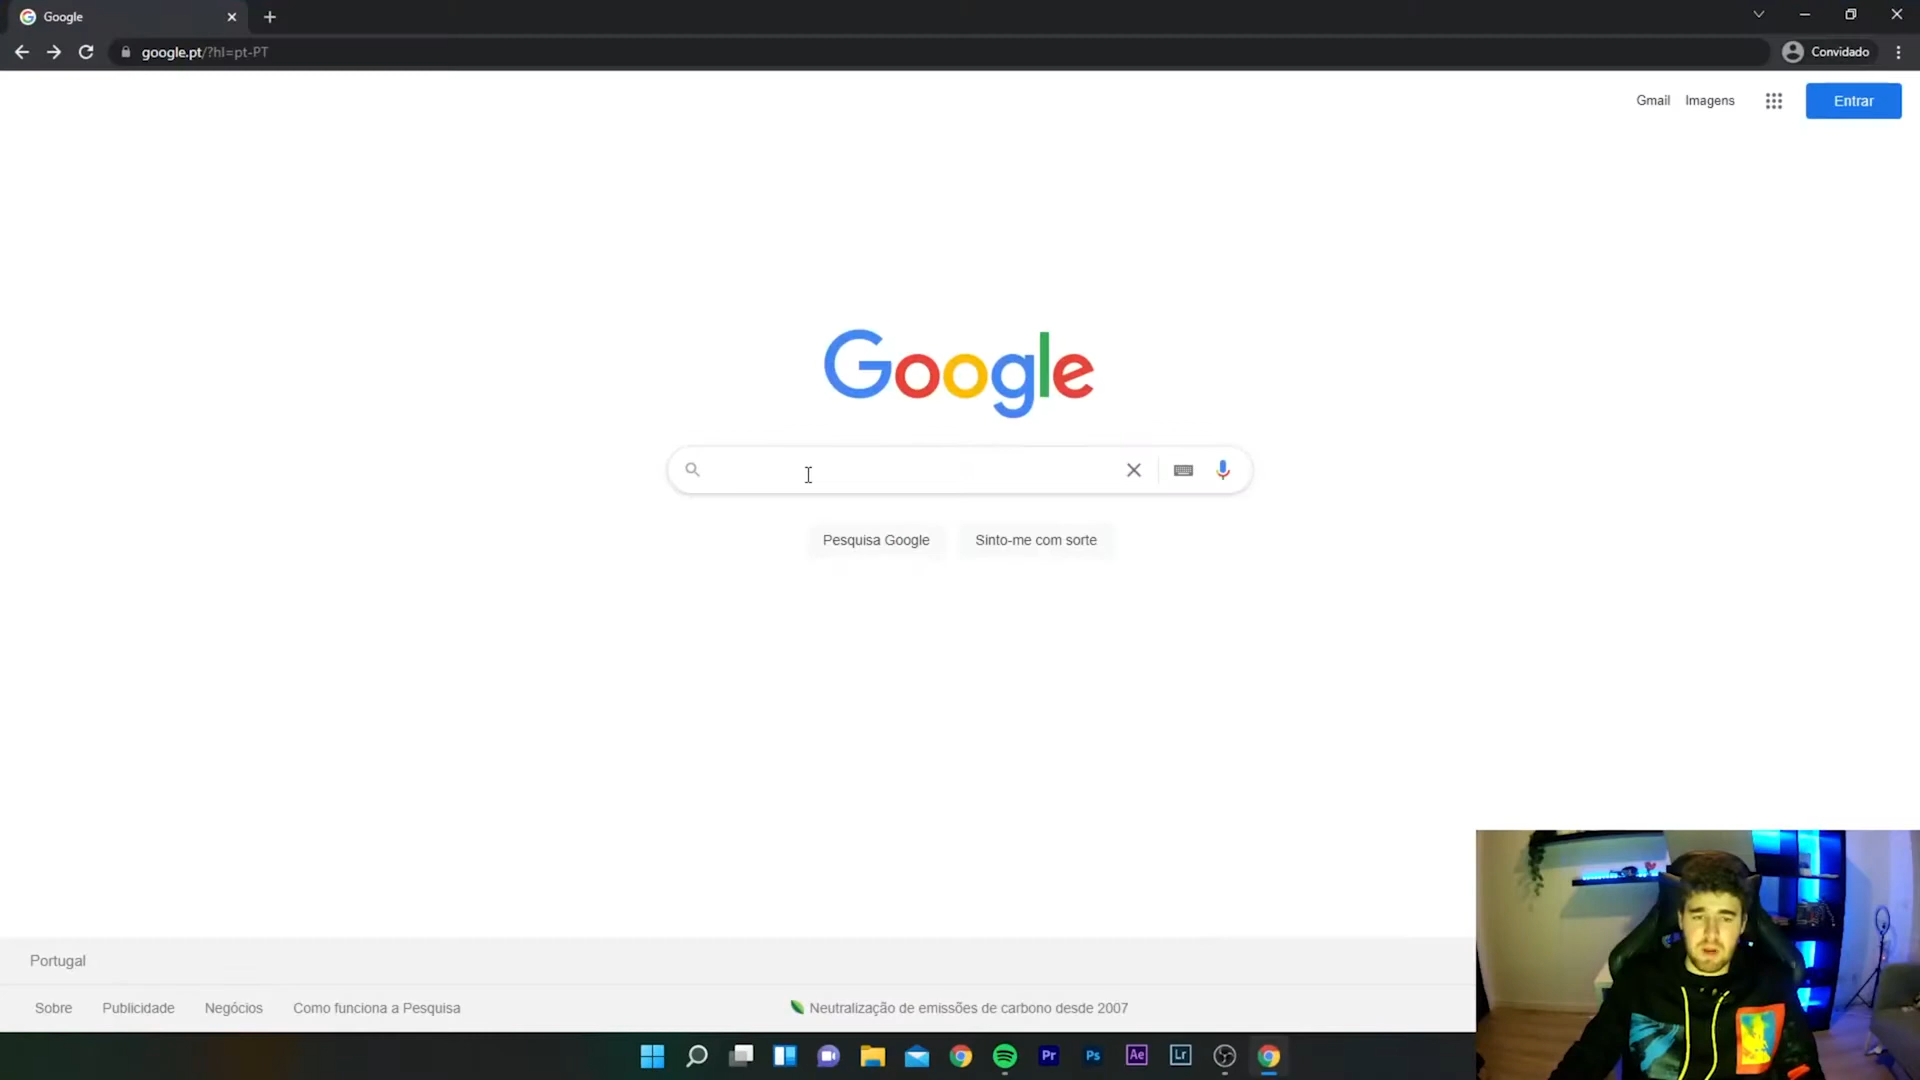 Google
google.pt/?hl=pt-PT
Convidado
Gmail Imagens
Entrar
Google
Pesquisa Google Sinto-me com sorte
Portugal
Sobre Publicidade Negócios Como funciona a Pesquisa Neutralização de emissões de carbono desde 2007
Pr Ps Ae Lr